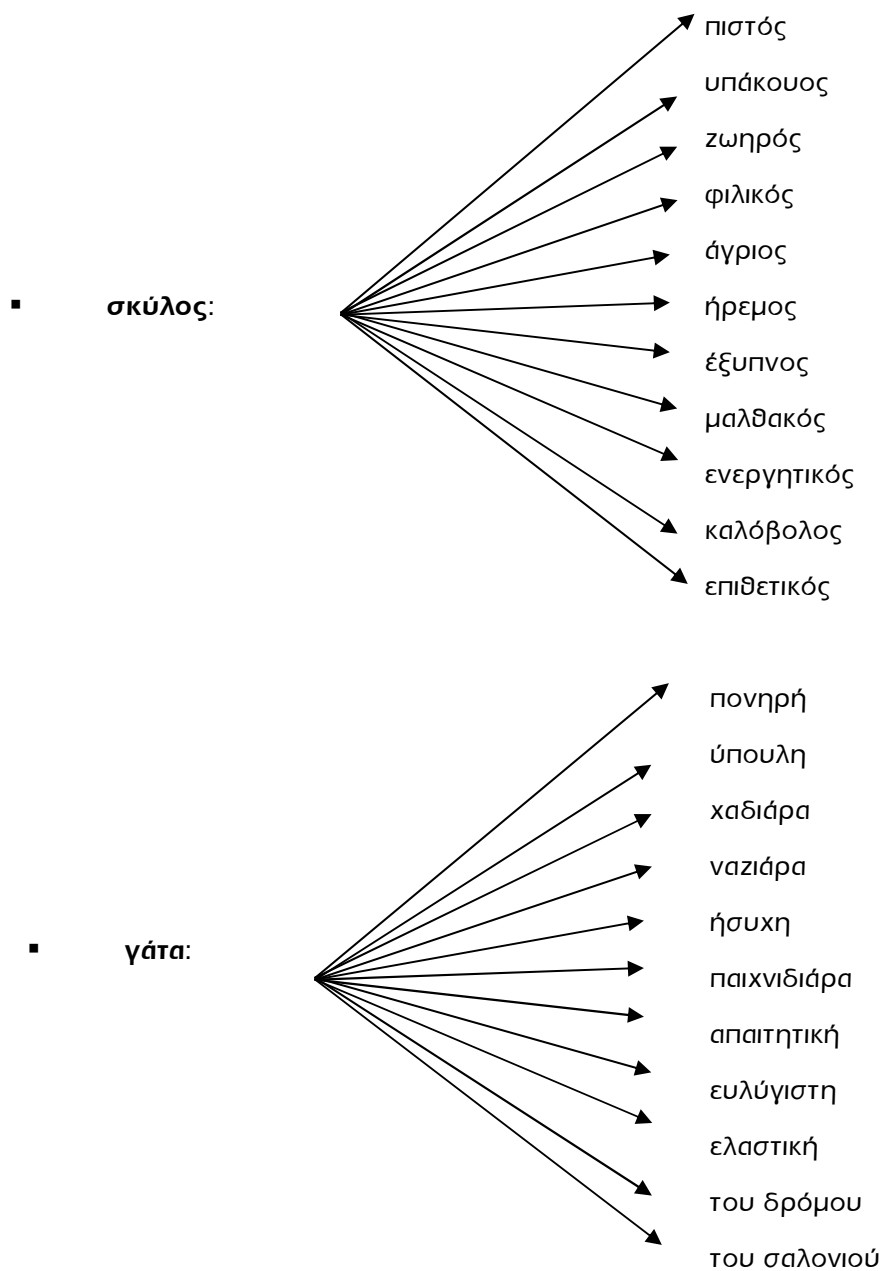 πιστός
υπάκουος
ζωηρός
φιλικός
άγριος
▪ σκύλος:
ήρεμος
έξυπνος
μαλθακός
ενεργητικός
καλόβολος
επιθετικός
πονηρή
ύπουλη
χαδιάρα
ναζιάρα
ήσυχη
▪ γάτα:
παιχνιδιάρα
απαιτητική
ευλύγιστη
ελαστική
του δρόμου
του σαλονιού